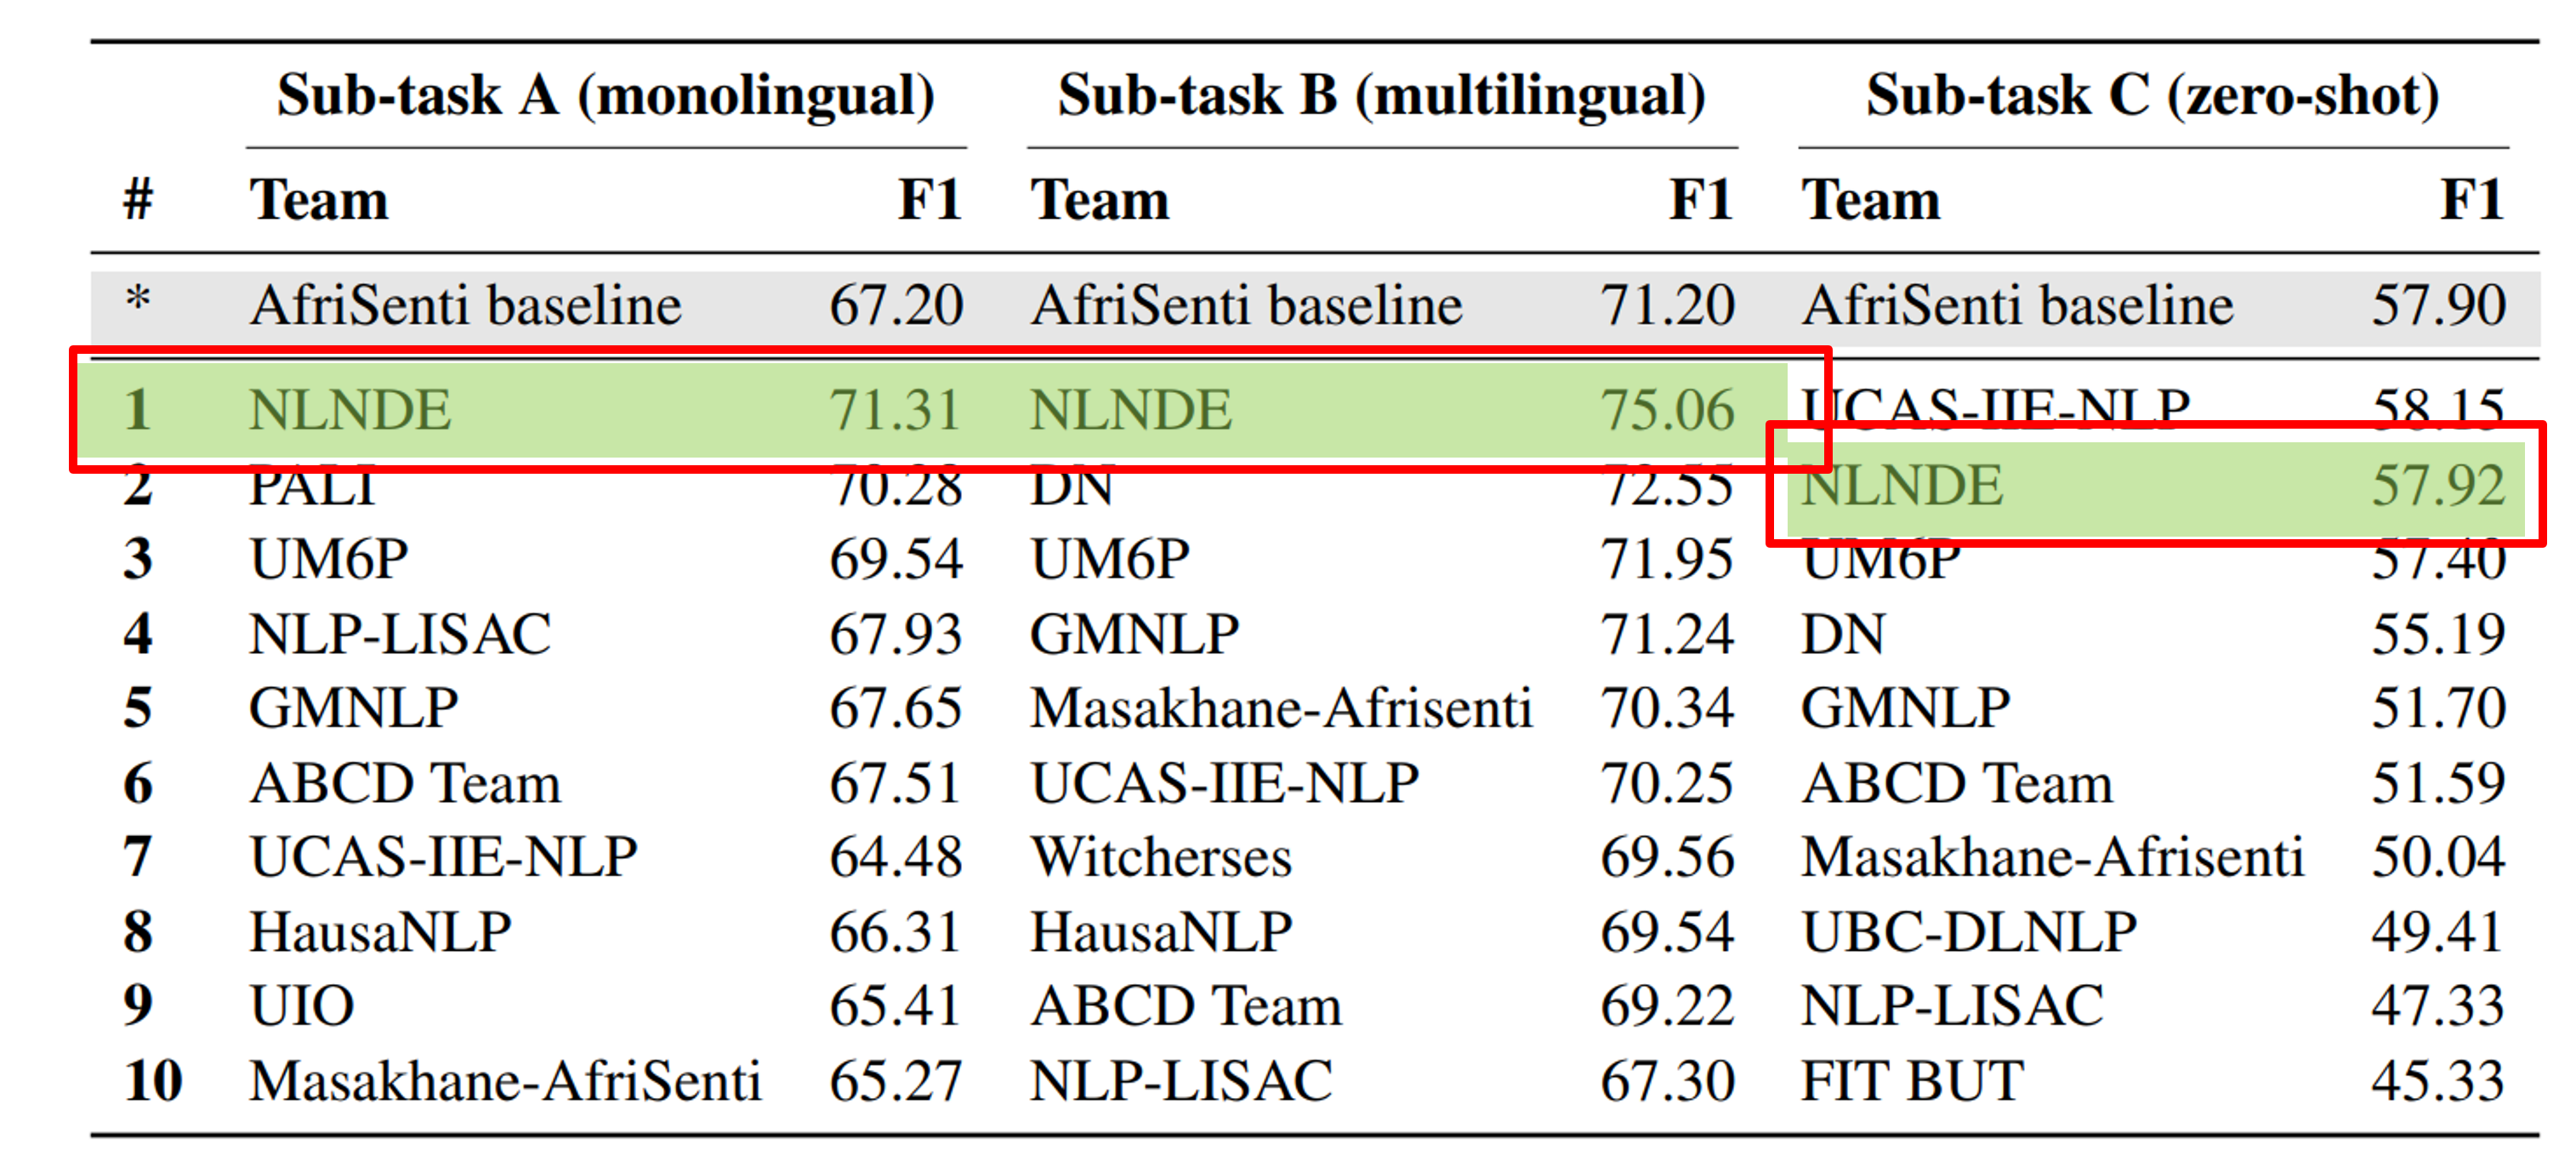 Sub-task A (monolingual) Sub-task B (multilingual) Sub-task C (zero-shot)
# Team F1 Team F1 Team F1
* AfriSenti baseline 67.20 AfriSenti baseline 71.20 AfriSenti baseline 57.90
1 NLNDE 71.31 NLNDE 75.06 UCAS-IIE-NLP 58.15
2 PALI 70.28 DN 72.55 NLNDE 57.92
3 UM6P 69.54 UM6P 71.95 UM6P 57.40
4 NLP-LISAC 67.93 GMNLP 71.24 DN 55.19
5 GMNLP 67.65 Masakhane-Afrisenti 70.34 GMNLP 51.70
6 ABCD Team 67.51 UCAS-IIE-NLP 70.25 ABCD Team 51.59
7 UCAS-IIE-NLP 64.48 Witcherses 69.56 Masakhane-Afrisenti 50.04
8 HausaNLP 66.31 HausaNLP 69.54 UBC-DLNLP 49.41
9 UIO 65.41 ABCD Team 69.22 NLP-LISAC 47.33
10 Masakhane-AfriSenti 65.27 NLP-LISAC 67.30 FIT BUT 45.33